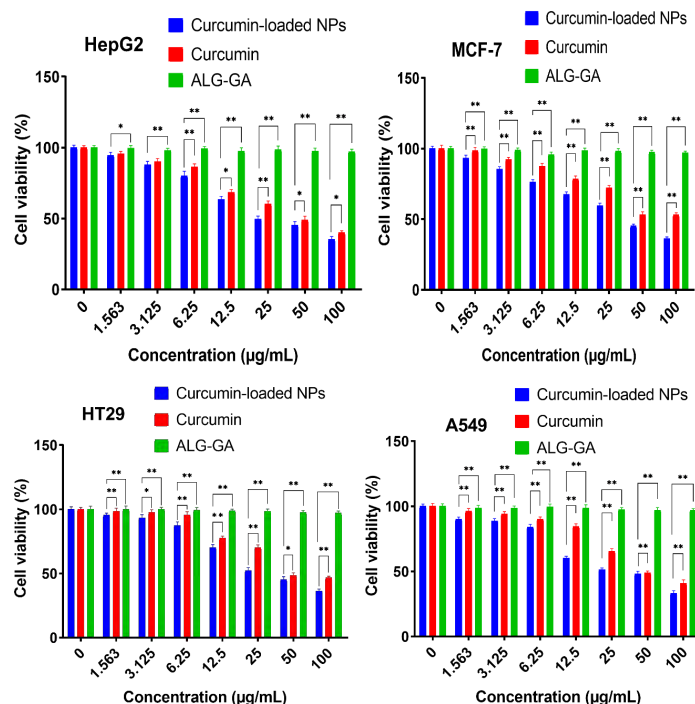 HepG2
Curcumin-loaded NPs
Curcumin
ALG-GA
Cell viability (%)
150
100
50
0
* ** ** ** ** ** **
** * ** * *
0 1.563 3.125 6.25 12.5 25 50 100
Concentration (µg/mL)
MCF-7
Curcumin-loaded NPs
Curcumin
ALG-GA
Cell viability (%)
150
100
50
0
** ** ** ** ** ** **
** ** ** ** ** ** **
0 1.563 3.125 6.25 12.5 25 50 100
Concentration (µg/mL)
HT29
Curcumin-loaded NPs
Curcumin
ALG-GA
Cell viability (%)
150
100
50
0
** ** ** ** ** ** **
** * ** ** ** * **
0 1.563 3.125 6.25 12.5 25 50 100
Concentration (µg/mL)
A549
Curcumin-loaded NPs
Curcumin
ALG-GA
Cell viability (%)
150
100
50
0
** ** ** ** ** ** **
** ** ** ** ** ** **
0 1.563 3.125 6.25 12.5 25 50 100
Concentration (µg/mL)